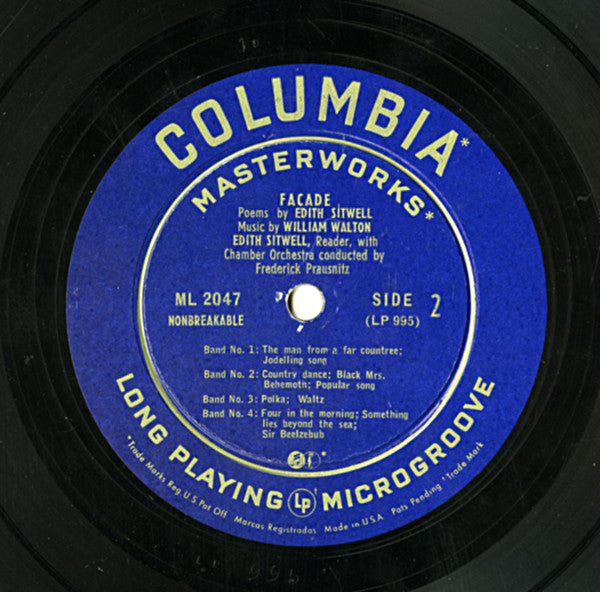 COLUMBIA*
MASTERWORKS*
FACADE
Poems by EDITH SITWELL
Music by WILLIAM WALTON
EDITH SITWELL, Reader, with
Chamber Orchestra conducted by
Frederick Prausnitz
ML 2047
NONBREAKABLE
SIDE 2
(LP 995)
Band No. 1: The man from a far countree;
Jodelling song
Band No. 2: Country dance; Black Mrs.
Behemoth; Popular song
Band No. 3: Polka; Waltz
Band No. 4: Four in the morning; Something
lies beyond the sea;
Sir Beelzebub
LONG PLAYING LP MICROGROOVE
*Trade Marks Reg. U S Pat Off Marcas Registradas Made in U.S.A Pats Pending †Trade Mark